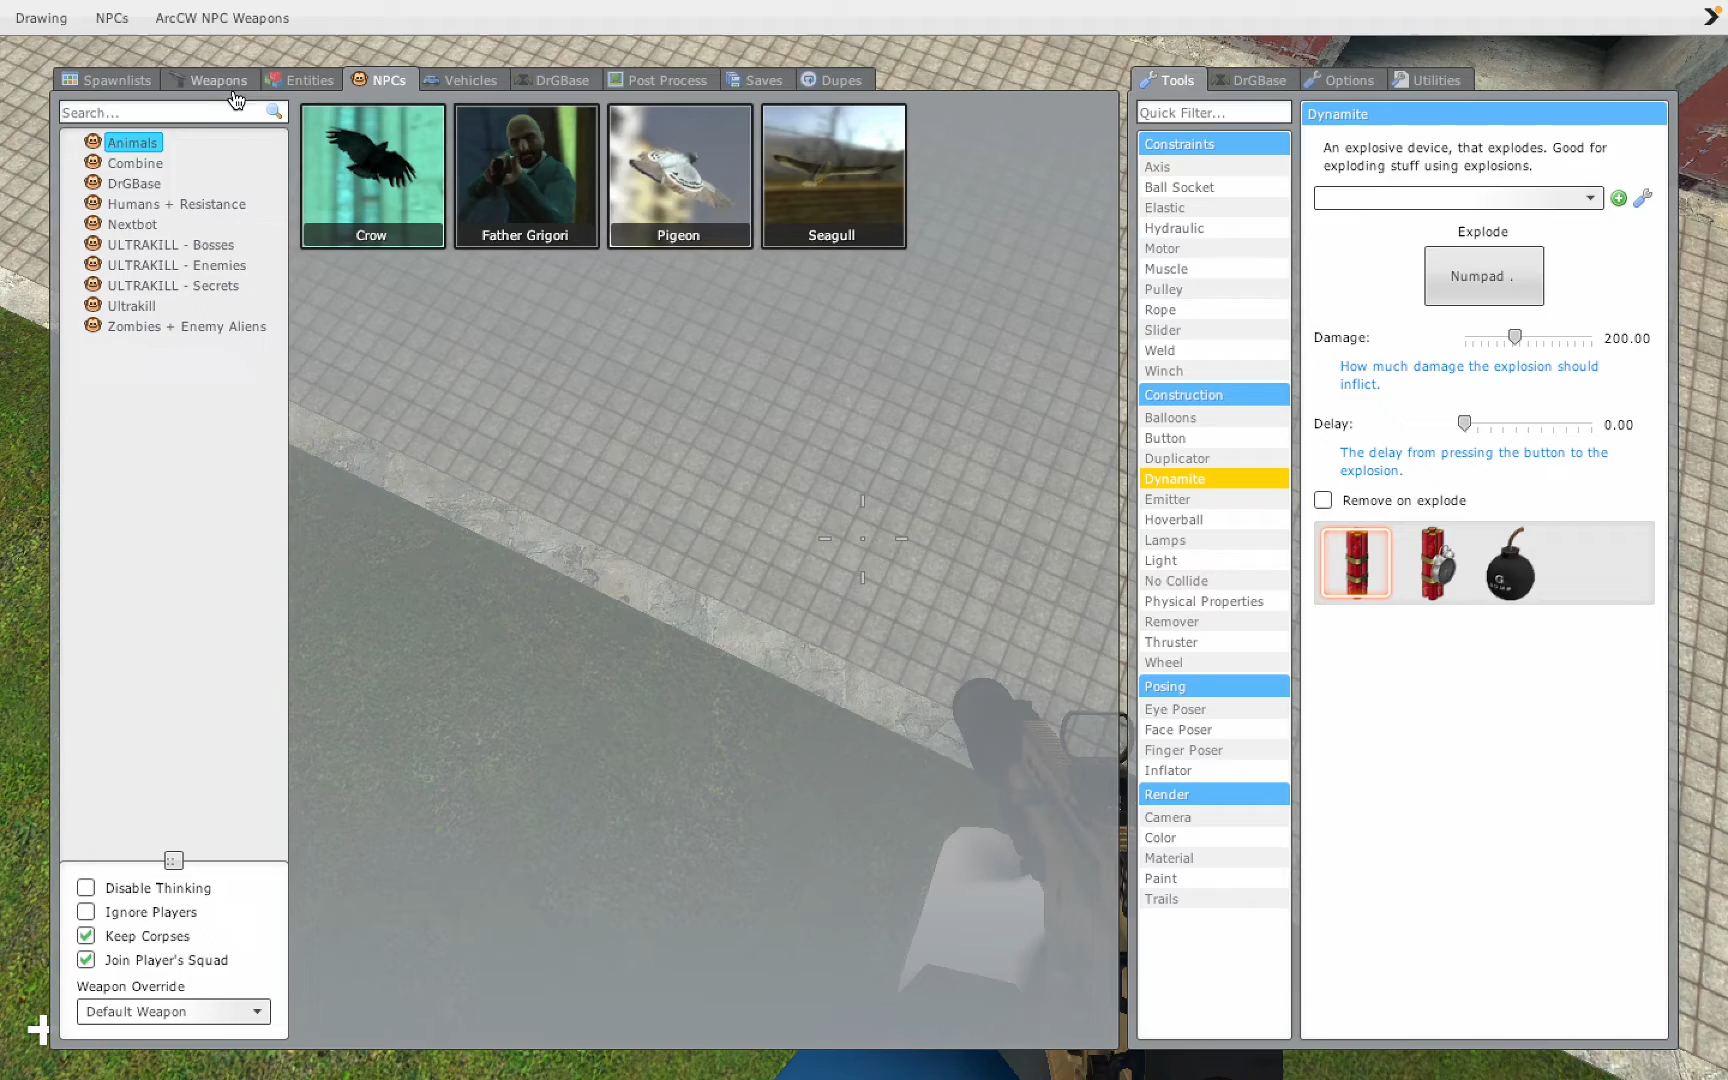 Drawing NPCs ArcCW NPC Weapons
Spawnlists Weapons Entities NPCs Vehicles DrGBase Post Process Saves Dupes
Search...
Animals
Combine
DrGBase
Humans + Resistance
Nextbot
ULTRAKILL - Bosses
ULTRAKILL - Enemies
ULTRAKILL - Secrets
Ultrakill
Zombies + Enemy Aliens
Disable Thinking
Ignore Players
Keep Corpses
Join Player's Squad
Weapon Override
Default Weapon
Crow Father Grigori Pigeon Seagull
Tools DrGBase Options Utilities
Quick Filter...
Constraints
Axis
Ball Socket
Elastic
Hydraulic
Motor
Muscle
Pulley
Rope
Slider
Weld
Winch
Construction
Balloons
Button
Duplicator
Dynamite
Emitter
Hoverball
Lamps
Light
No Collide
Physical Properties
Remover
Thruster
Wheel
Posing
Eye Poser
Face Poser
Finger Poser
Inflator
Render
Camera
Color
Material
Paint
Trails
Dynamite
An explosive device, that explodes. Good for
exploding stuff using explosions.
Explode
Numpad .
Damage: 200.00
How much damage the explosion should
inflict.
Delay: 0.00
The delay from pressing the button to the
explosion.
Remove on explode